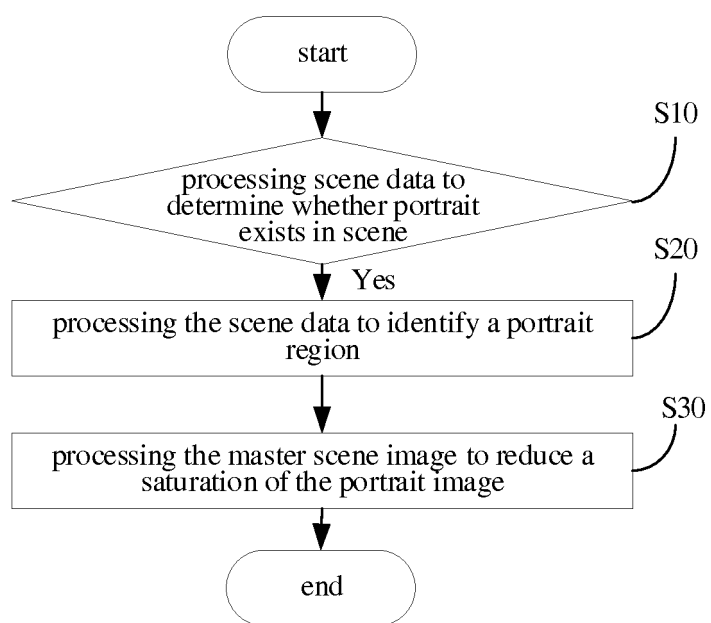 start
S10
processing scene data to
determine whether portrait
exists in scene
Yes
S20
processing the scene data to identify a portrait
region
S30
processing the master scene image to reduce a
saturation of the portrait image
end